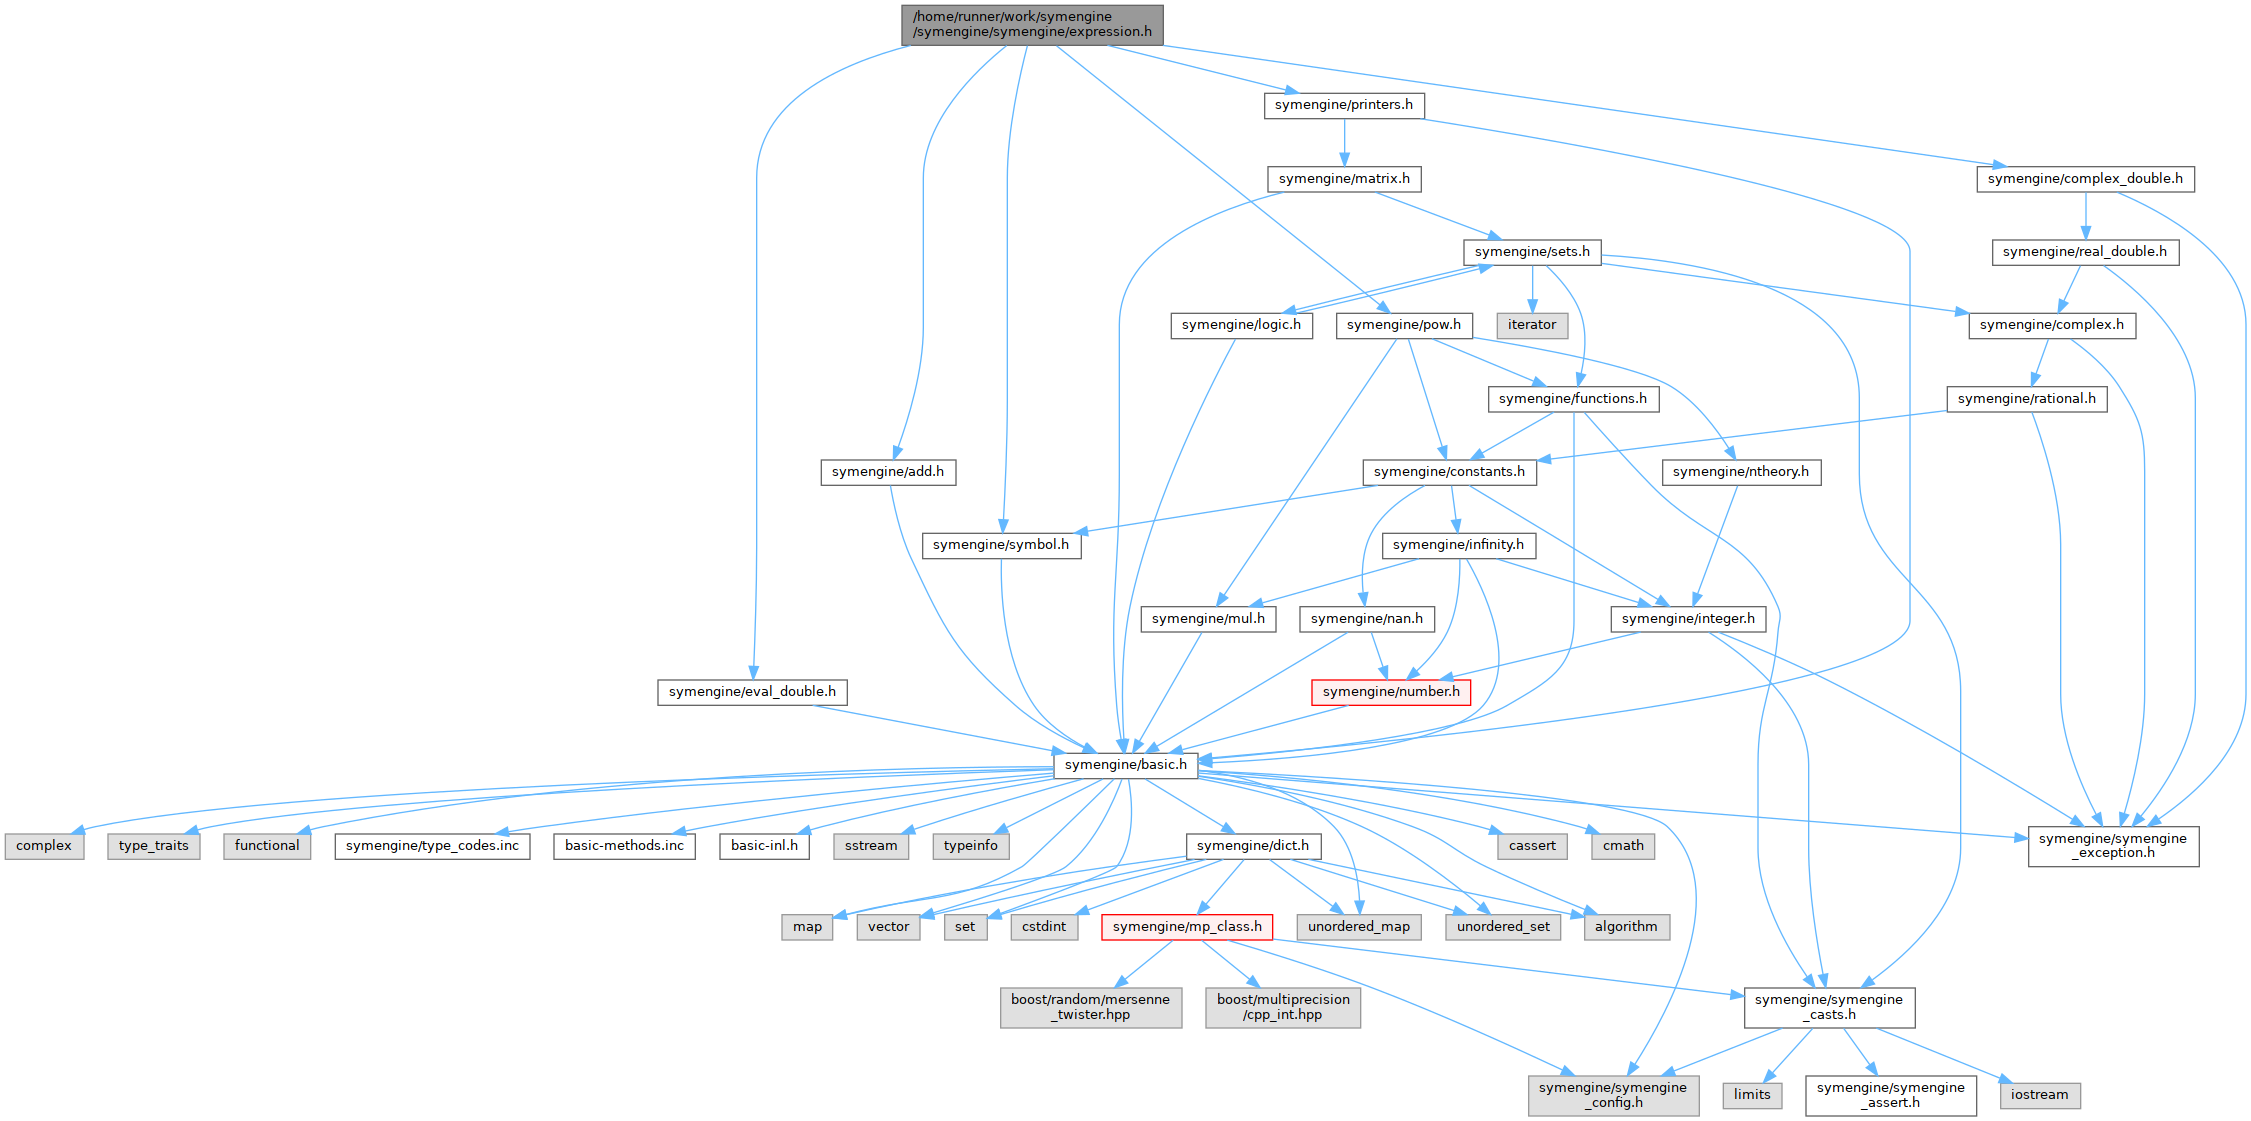 /home/runner/work/symengine
/symengine/symengine/expression.h
symengine/printers.h
symengine/matrix.h
symengine/complex_double.h
symengine/sets.h
symengine/real_double.h
symengine/logic.h
symengine/pow.h
iterator
symengine/complex.h
symengine/functions.h
symengine/rational.h
symengine/add.h
symengine/constants.h
symengine/ntheory.h
symengine/symbol.h
symengine/infinity.h
symengine/mul.h
symengine/nan.h
symengine/integer.h
symengine/eval_double.h
symengine/number.h
symengine/basic.h
complex
type_traits
functional
symengine/type_codes.inc
basic-methods.inc
basic-inl.h
sstream
typeinfo
symengine/dict.h
cassert
cmath
symengine/symengine
_exception.h
map
vector
set
cstdint
symengine/mp_class.h
unordered_map
unordered_set
algorithm
boost/random/mersenne
_twister.hpp
boost/multiprecision
/cpp_int.hpp
symengine/symengine
_casts.h
symengine/symengine
_config.h
limits
symengine/symengine
_assert.h
iostream